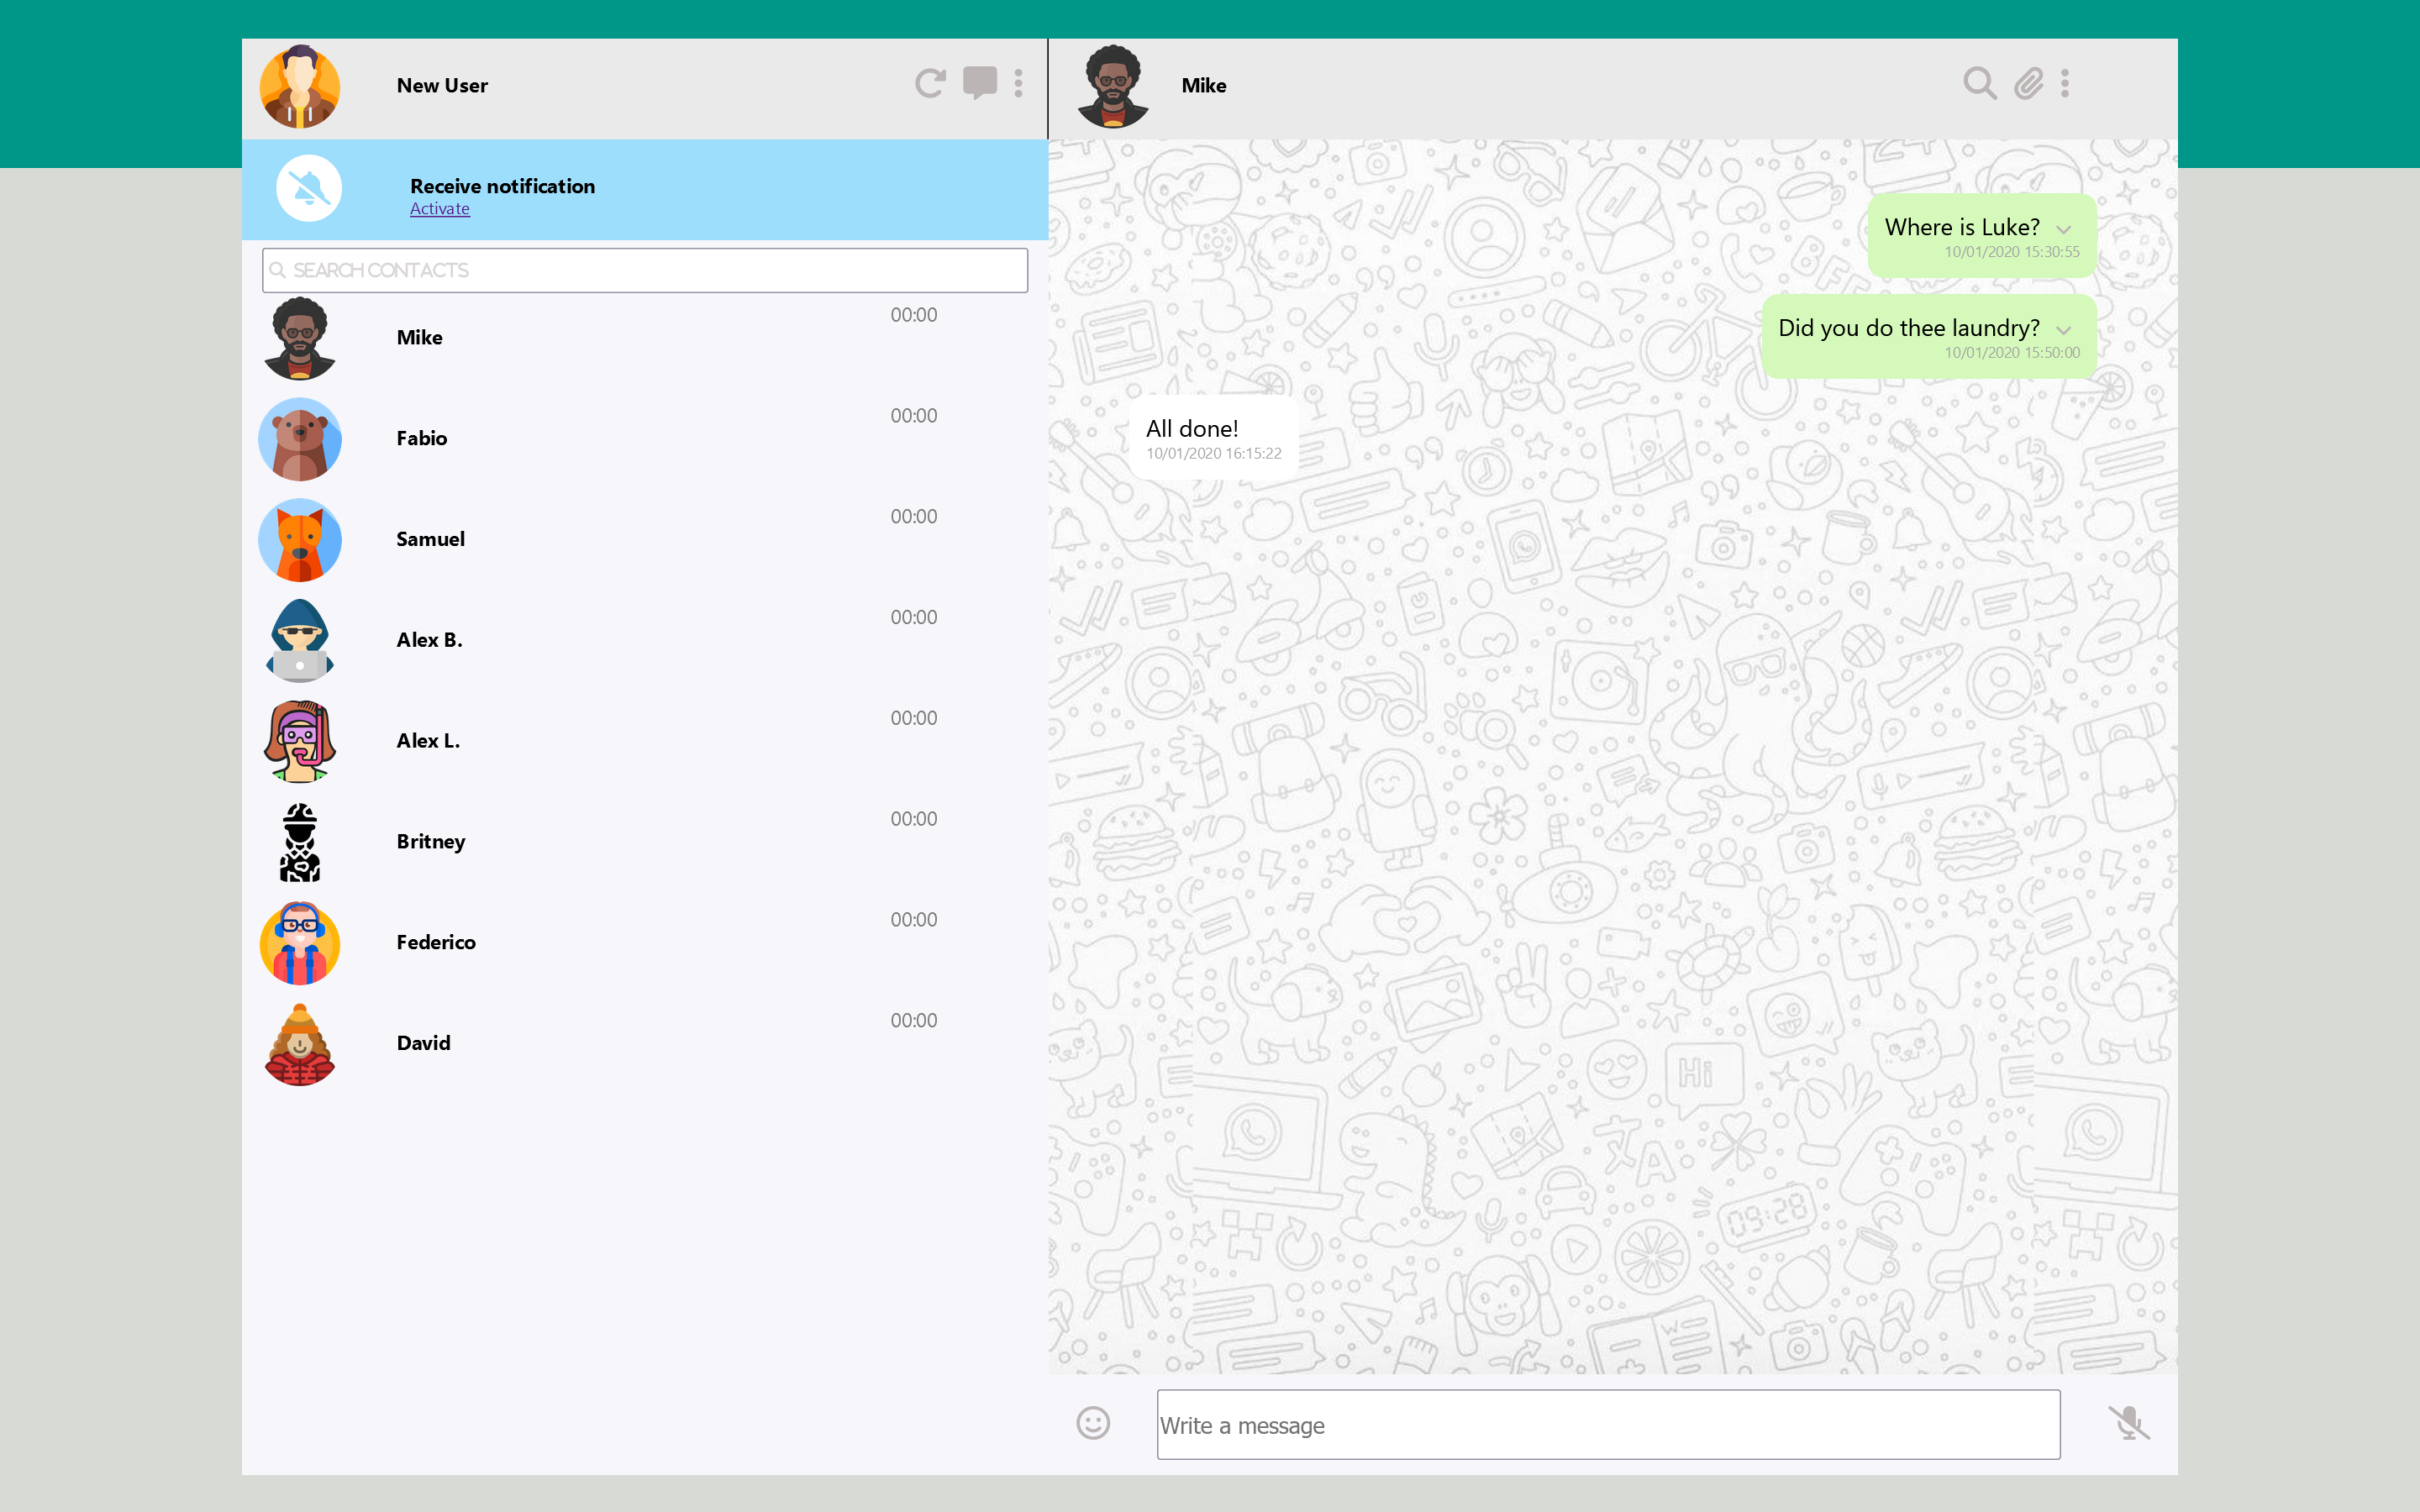 New User
Mike
Receive notification
Activate
SEARCH CONTACTS
Mike
00:00
Fabio
00:00
Samuel
00:00
Alex B.
00:00
Alex L.
00:00
Britney
00:00
Federico
00:00
David
00:00
Where is Luke?
10/01/2020 15:30:55
Did you do thee laundry?
10/01/2020 15:50:00
All done!
10/01/2020 16:15:22
Hi
09:28
W
Write a message